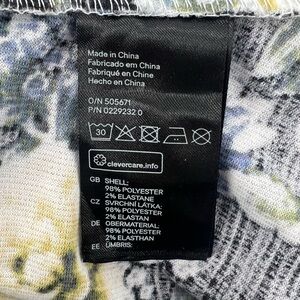 Made in China
Fabricado em China
Fabriqué en Chine
Hecho en China
O/N 505671
P/N 0229232.0
30
clevercare.info
GB SHELL:
98% POLYESTER
2% ELASTANE
CZ SVRCHNÍ LÁTKA:
98% POLYESTER
2% ELASTAN
DE OBERMATERIAL:
98% POLYESTER
2% ELASTHAN
EE ÜMBRIS: